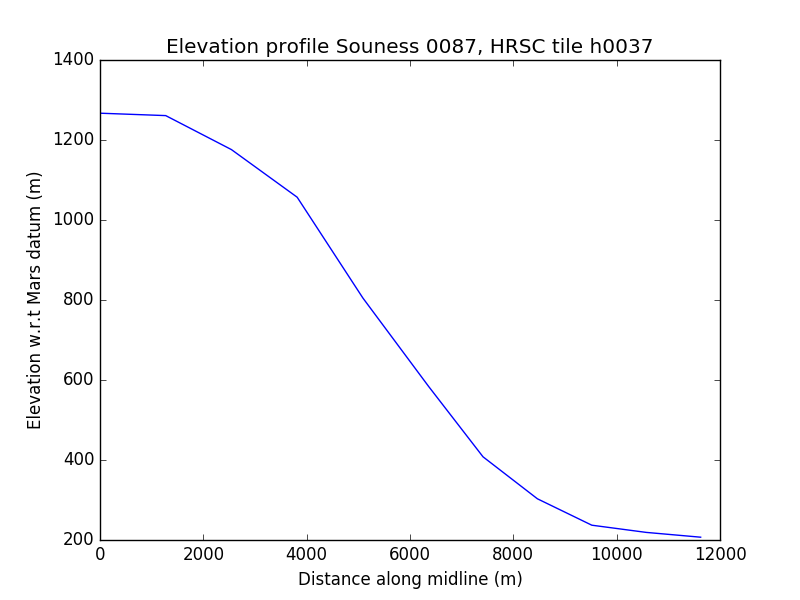 Elevation profile Souness 0087, HRSC tile h0037
1400
1200
1000
800
600
400
200
Elevation w.r.t Mars datum (m)
0 2000 4000 6000 8000 10000 12000
Distance along midline (m)